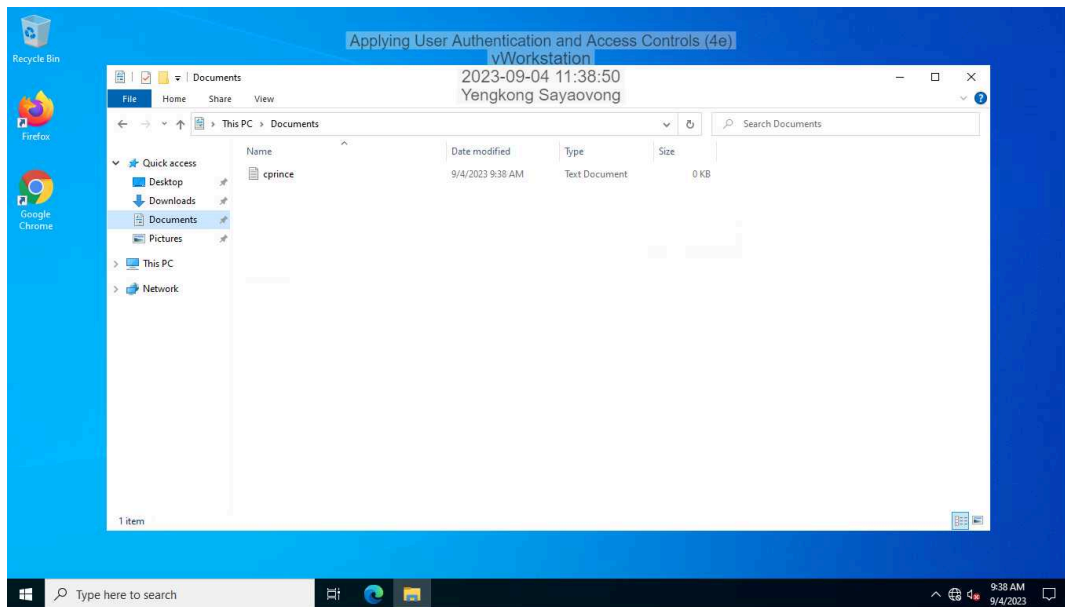 Recycle Bin
Firefox
Google
Chrome
Applying User Authentication and Access Controls (4e)
vWorkstation
2023-09-04 11:38:50
Yengkong Sayaovong
Documents
File Home Share View
This PC > Documents
Search Documents
Name Date modified Type Size
cprince 9/4/2023 9:38 AM Text Document 0 KB
Quick access
Desktop
Downloads
Documents
Pictures
This PC
Network
1 item
Type here to search
9:38 AM
9/4/2023